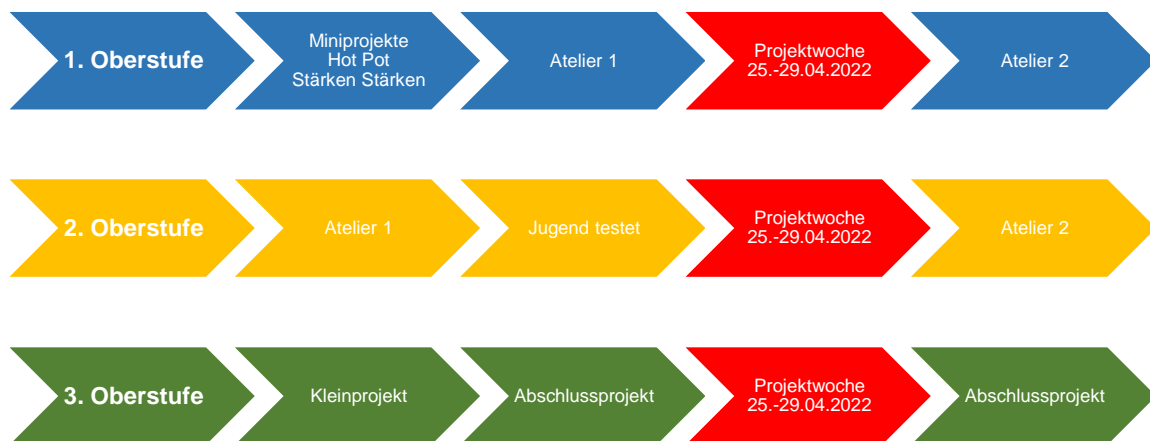 1. Oberstufe
Miniprojekte
Hot Pot
Stärken Stärken
Atelier 1
Projektwoche
25.-29.04.2022
Atelier 2
2. Oberstufe
Atelier 1
Jugend testet
Projektwoche
25.-29.04.2022
Atelier 2
3. Oberstufe
Kleinprojekt
Abschlussprojekt
Projektwoche
25.-29.04.2022
Abschlussprojekt